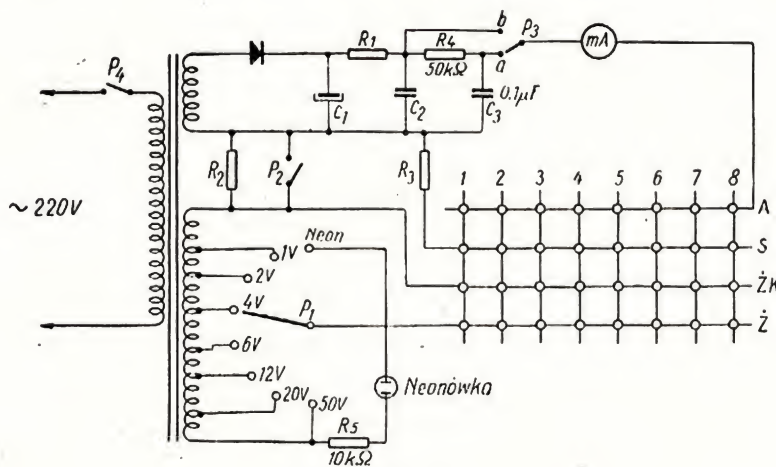 b
P3
R1
R4
mA
a
50kΩ
P4
C1
C2
C3
0.1μF
R2
P2
R3
1 2 3 4 5 6 7 8
A
~220V
S
1V
Neon
2V
ŻK
4V
P1
Ż
6V
12V
Neonówka
20V
50V
R5
10kΩ